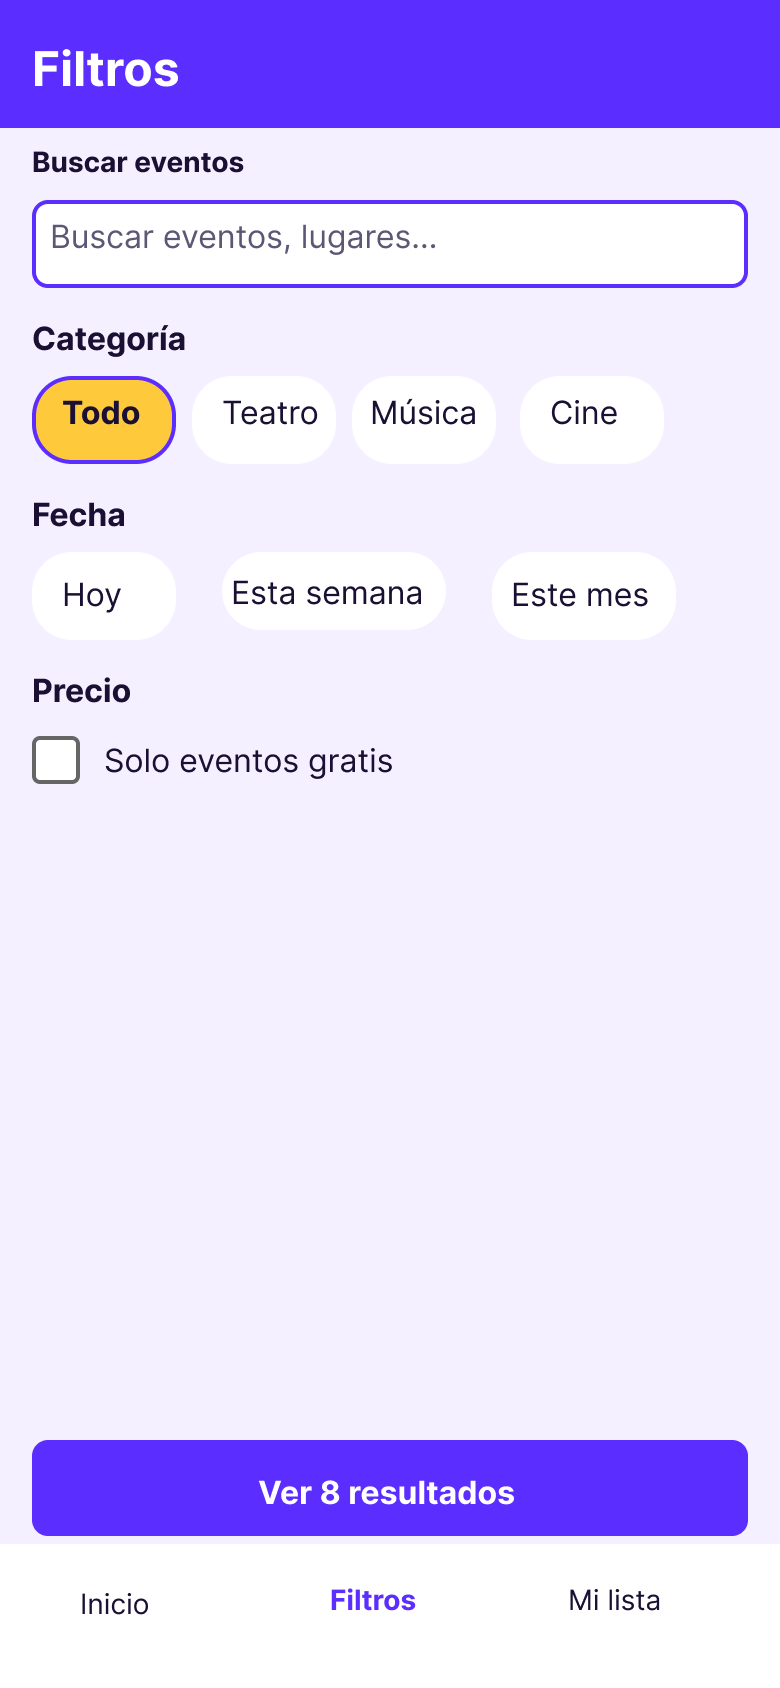 Filtros
Buscar eventos
Buscar eventos, lugares...
Categoría
Todo Teatro Música Cine
Fecha
Hoy Esta semana Este mes
Precio
Solo eventos gratis
Ver 8 resultados
Inicio Filtros Mi lista